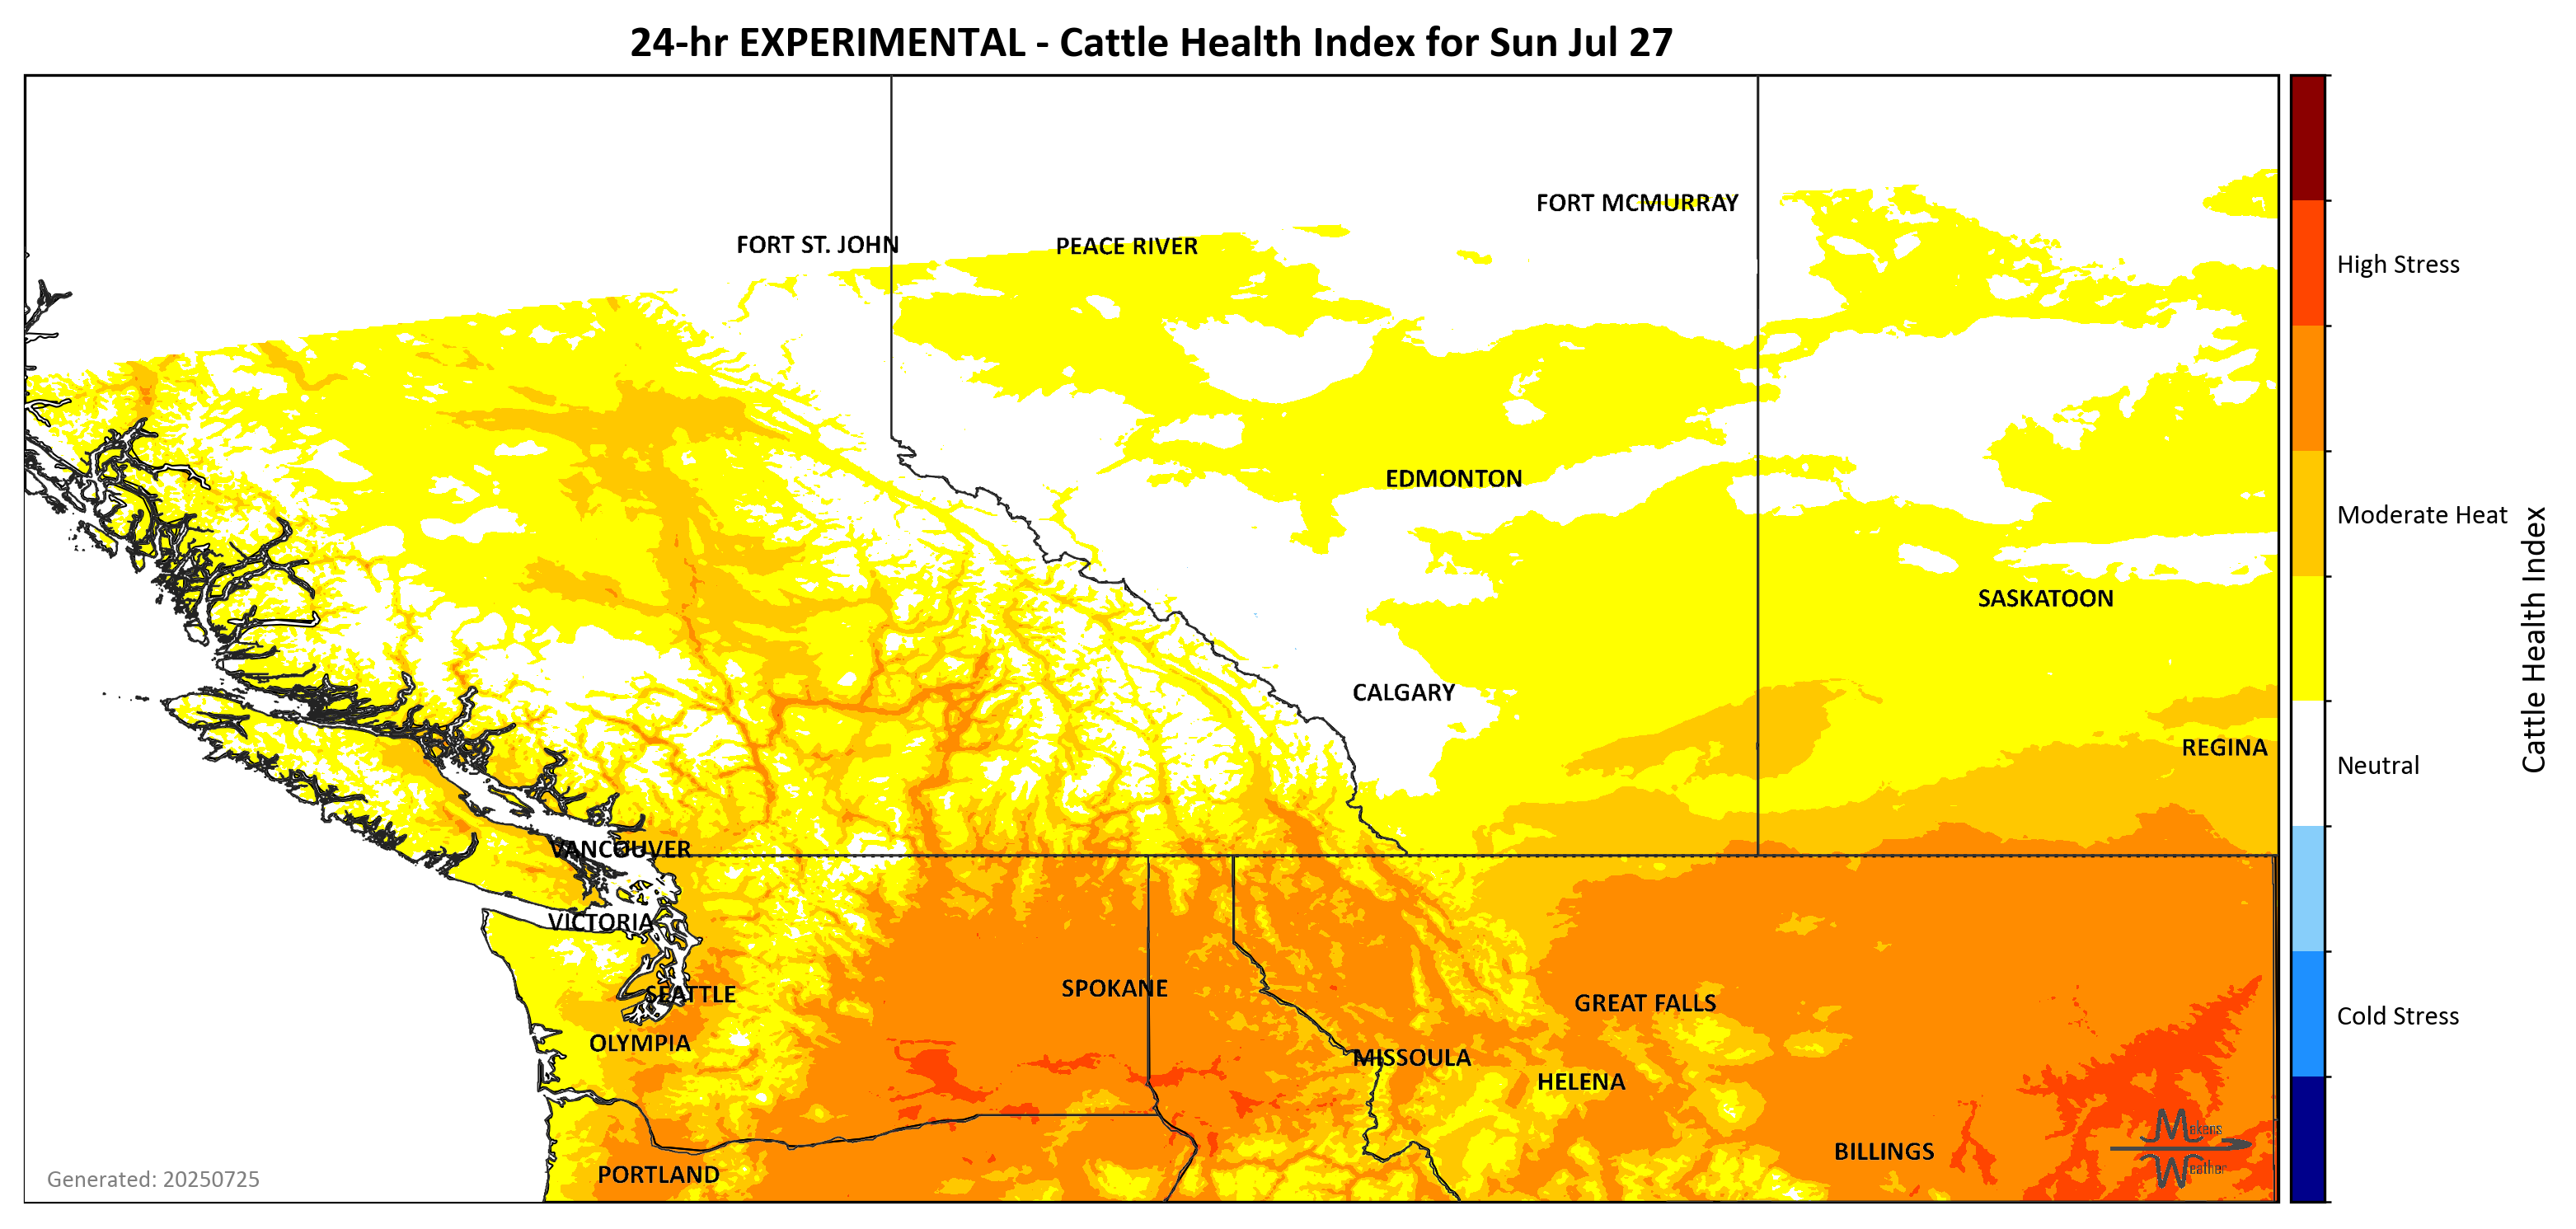 24-hr EXPERIMENTAL - Cattle Health Index for Sun Jul 27
FORT MCMURRAY
FORT ST. JOHN
PEACE RIVER
High Stress
EDMONTON
Moderate Heat
SASKATOON
Cattle Health Index
CALGARY
REGINA
Neutral
VANCOUVER
VICTORIA
SPOKANE
SEATTLE
GREAT FALLS
Cold Stress
OLYMPIA
MISSOULA
HELENA
Makens
Weather
BILLINGS
PORTLAND
Generated: 20250725